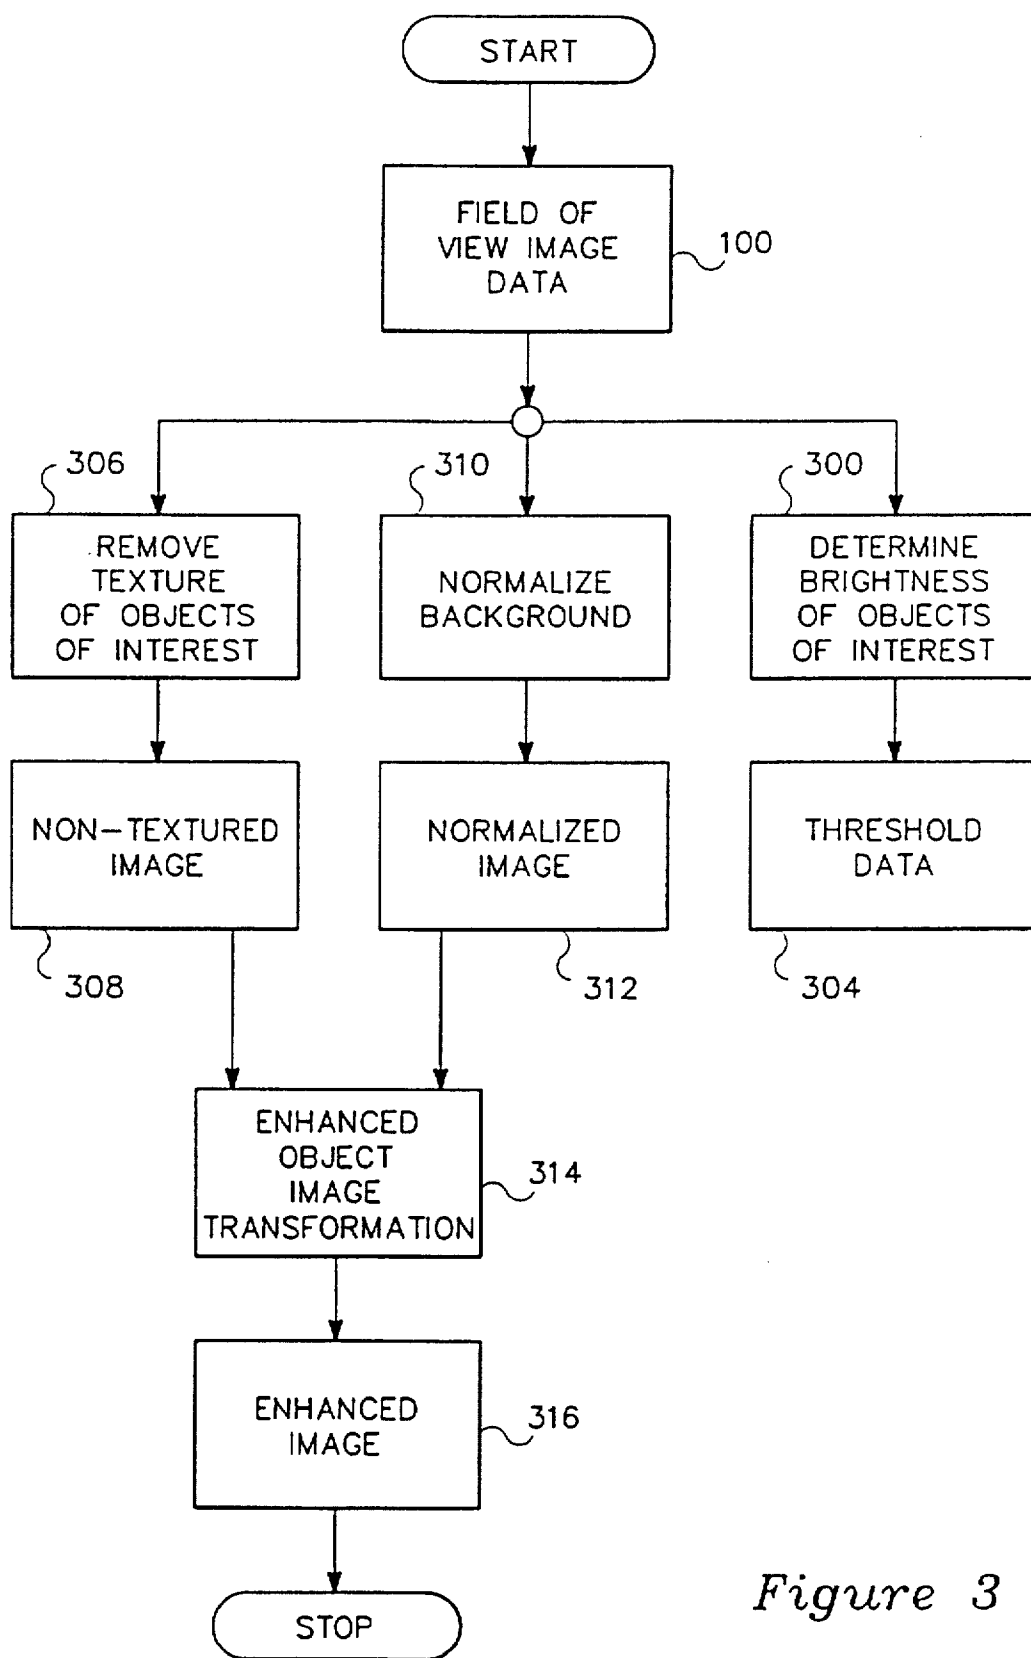 START
FIELD OF
VIEW IMAGE
DATA
100
306
310
300
REMOVE
TEXTURE
OF OBJECTS
OF INTEREST
NORMALIZE
BACKGROUND
DETERMINE
BRIGHTNESS
OF OBJECTS
OF INTEREST
NON-TEXTURED
IMAGE
NORMALIZED
IMAGE
THRESHOLD
DATA
308
312
304
ENHANCED
OBJECT
IMAGE
TRANSFORMATION
314
ENHANCED
IMAGE
316
STOP
Figure 3